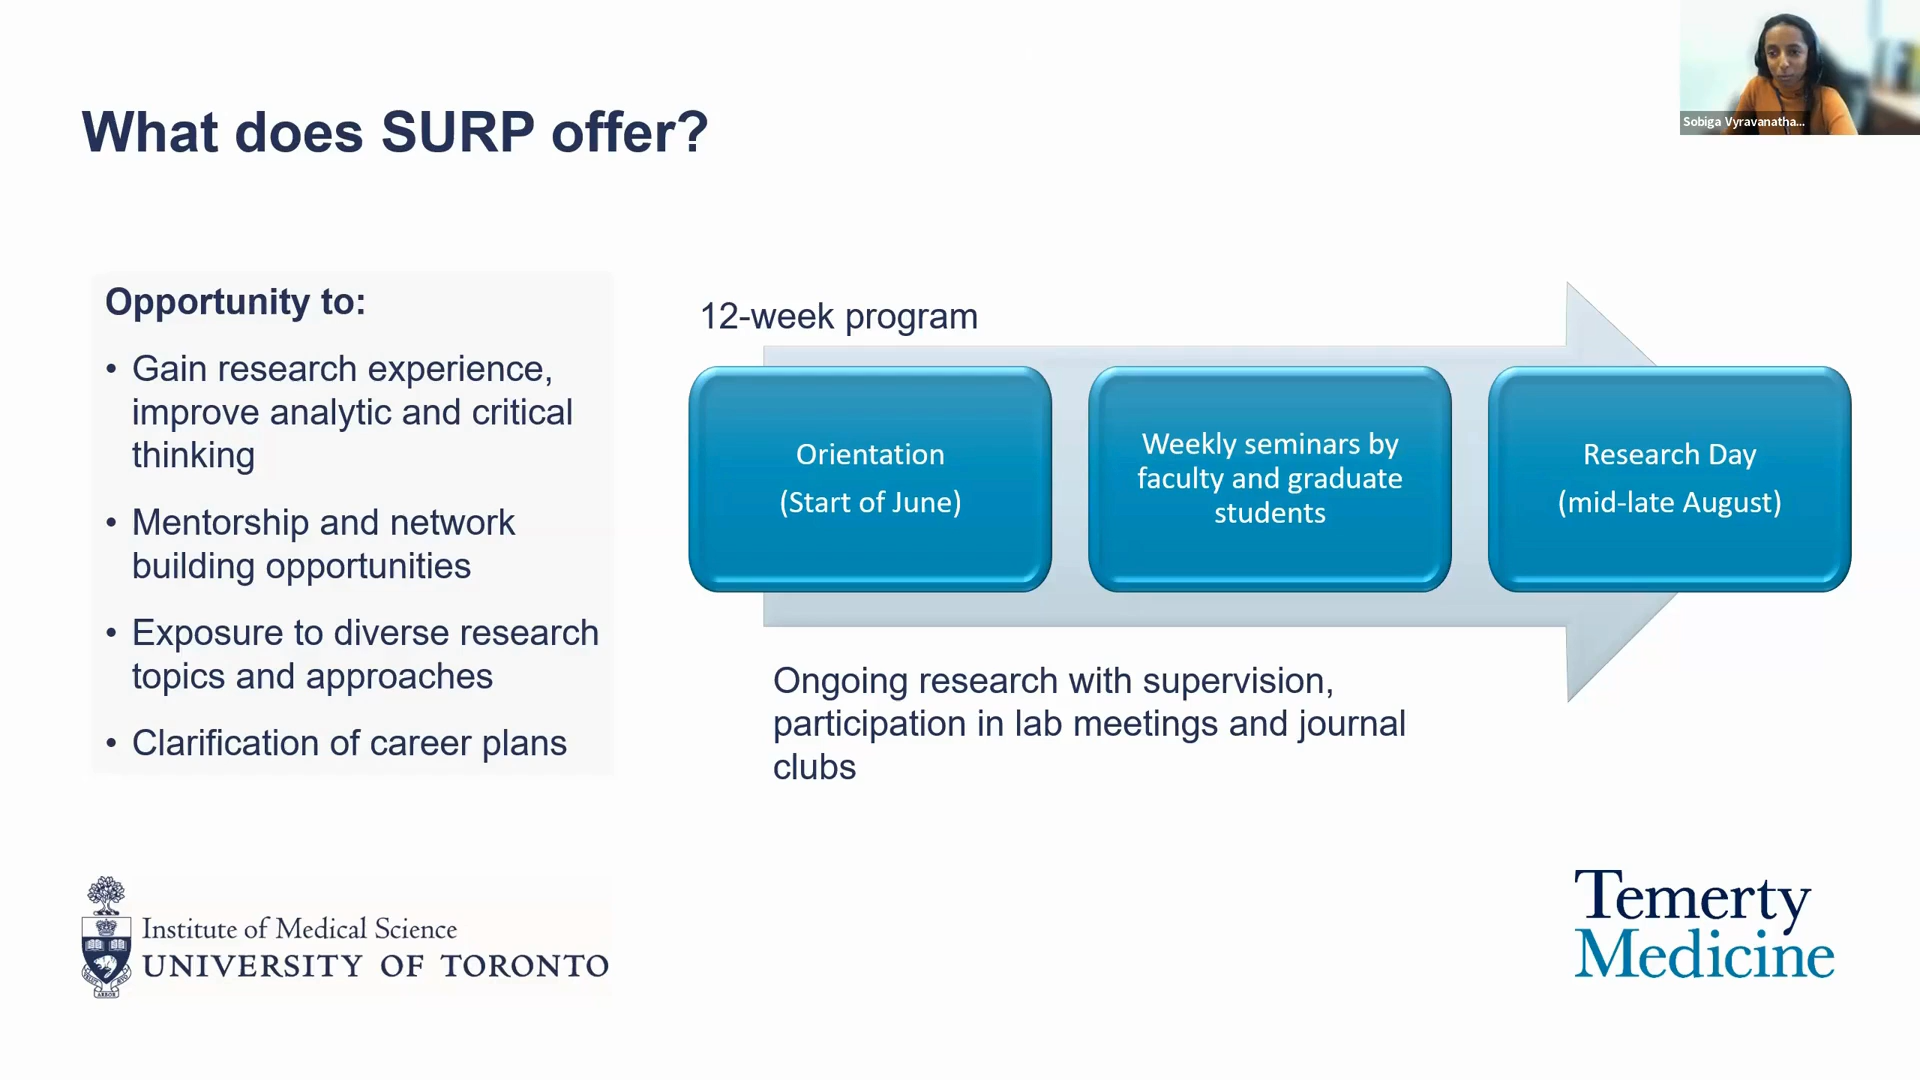 What does SURP offer?
Sobiga Vyravanatha...
Opportunity to:
• Gain research experience,
improve analytic and critical
thinking
• Mentorship and network
building opportunities
• Exposure to diverse research
topics and approaches
• Clarification of career plans
12-week program
Orientation
(Start of June)
Weekly seminars by
faculty and graduate
students
Research Day
(mid-late August)
Ongoing research with supervision,
participation in lab meetings and journal
clubs
Institute of Medical Science
UNIVERSITY OF TORONTO
Temerty
Medicine